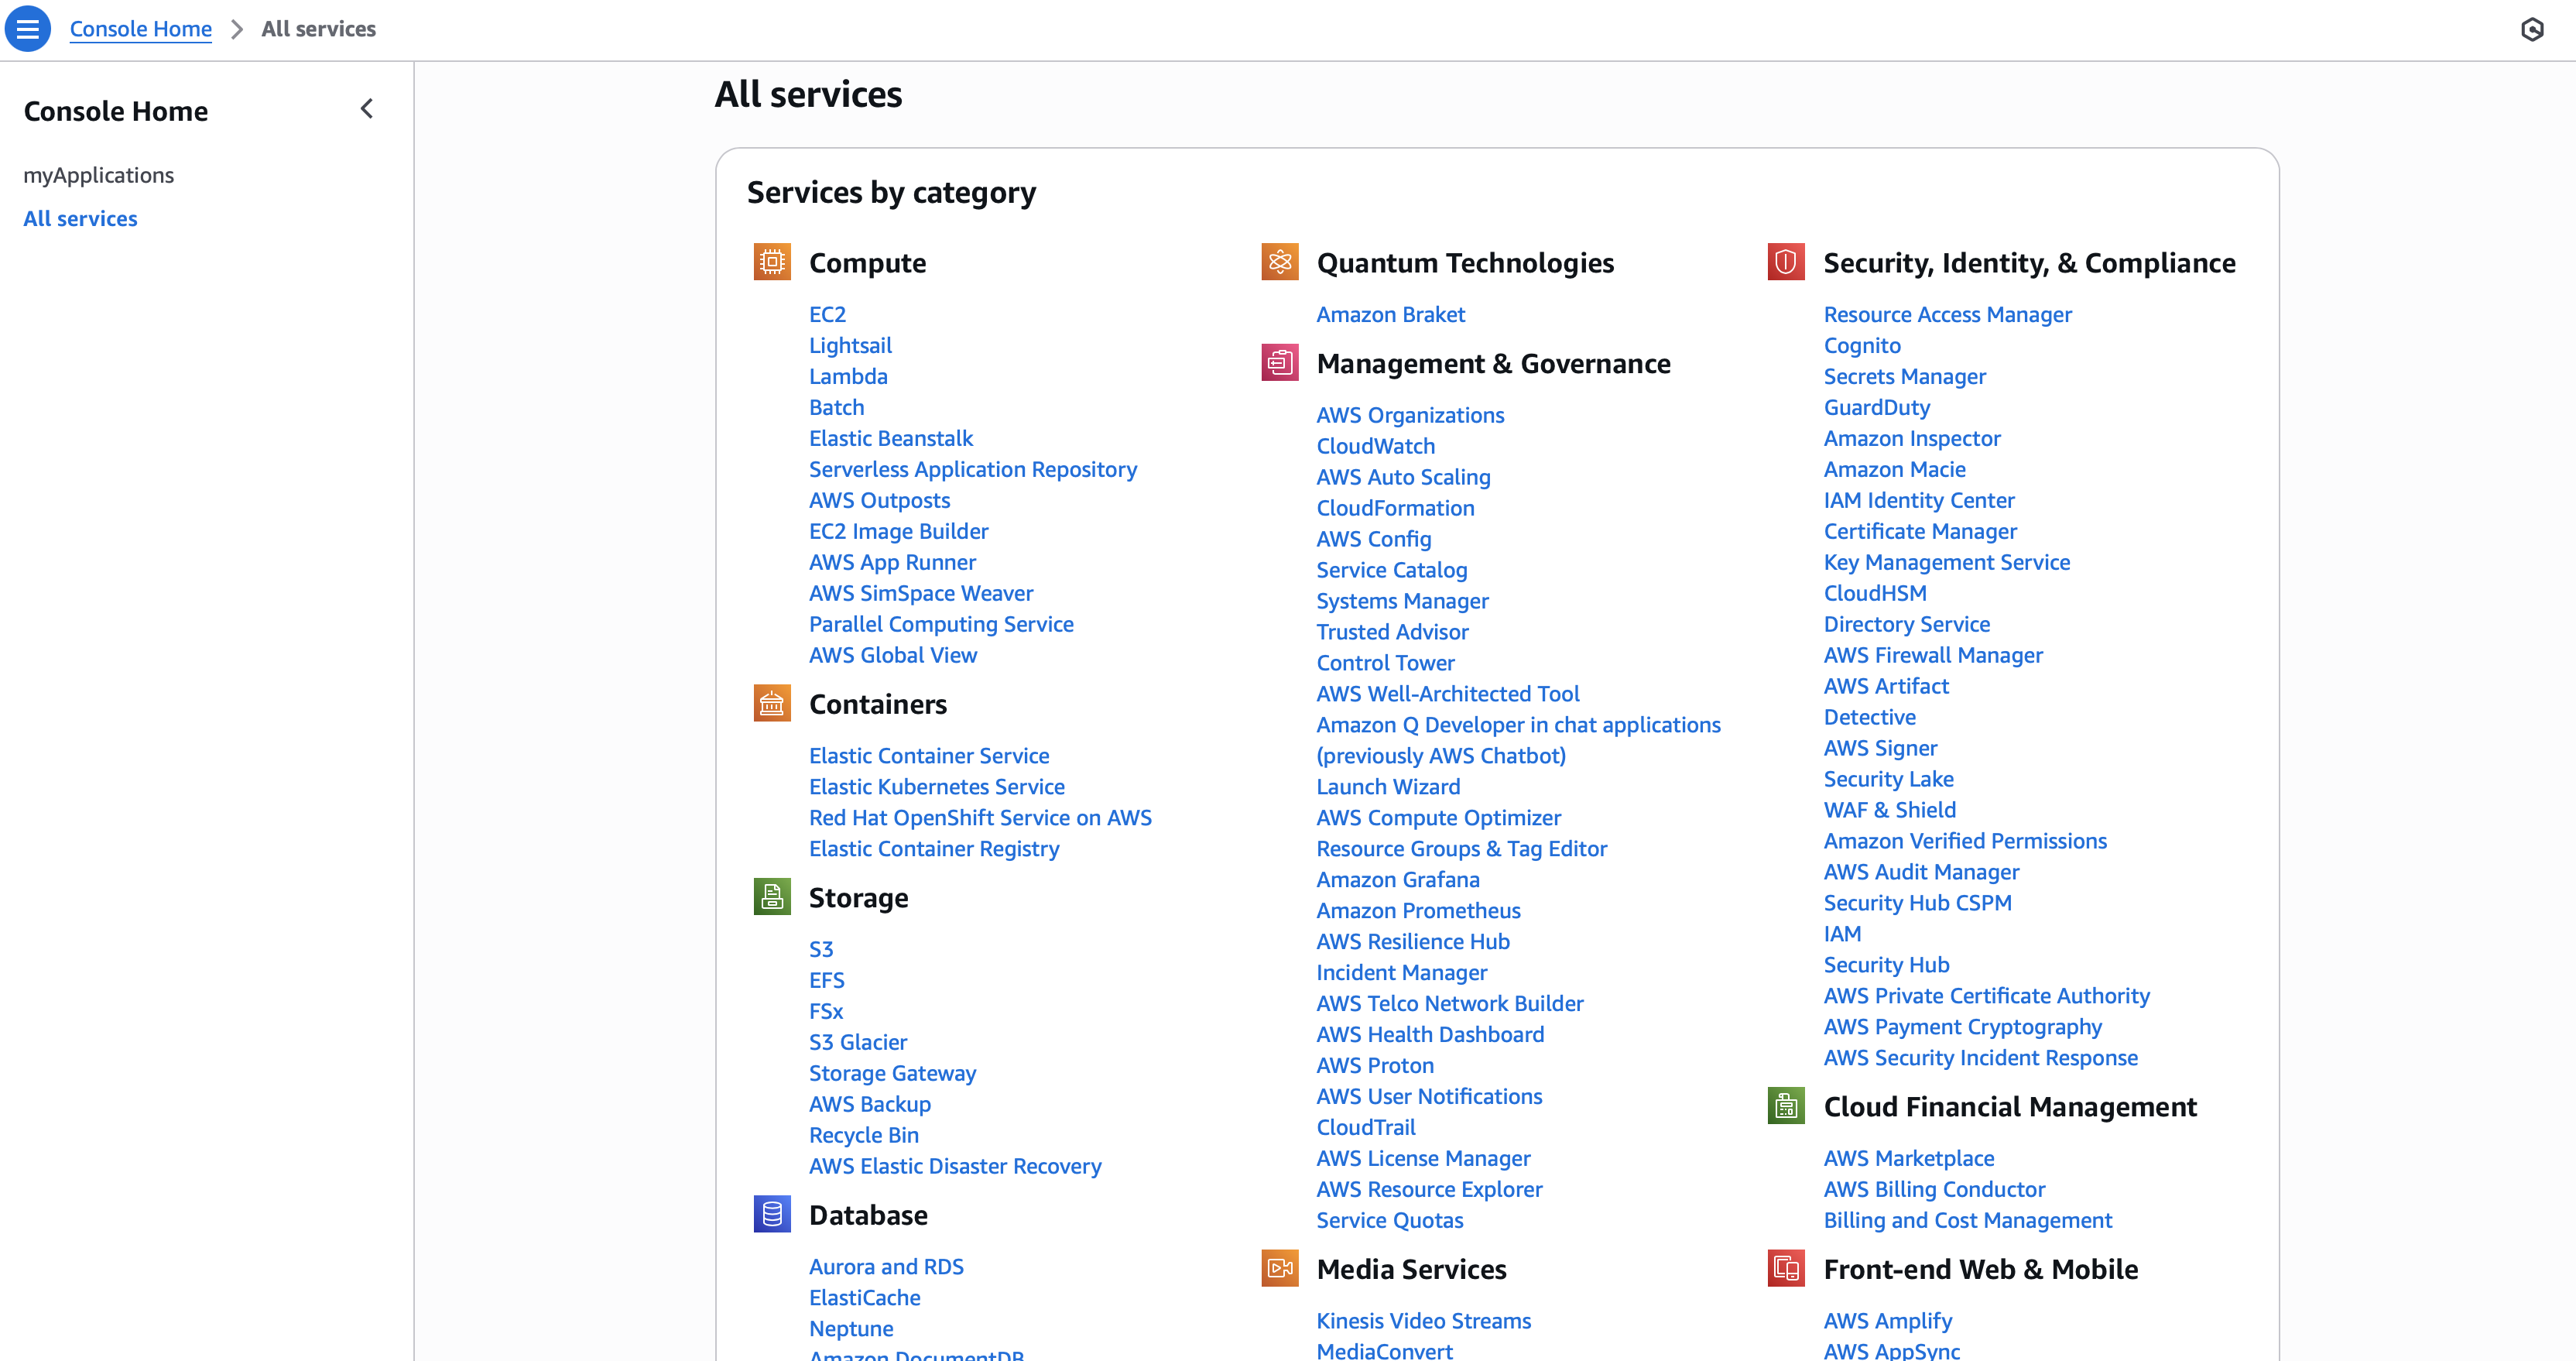 Console Home
All services
Console Home
myApplications
All services
All services
Services by category
Compute
EC2
Lightsail
Lambda
Batch
Elastic Beanstalk
Serverless Application Repository
AWS Outposts
EC2 Image Builder
AWS App Runner
AWS SimSpace Weaver
Parallel Computing Service
AWS Global View
Containers
Elastic Container Service
Elastic Kubernetes Service
Red Hat OpenShift Service on AWS
Elastic Container Registry
Storage
S3
EFS
FSx
S3 Glacier
Storage Gateway
AWS Backup
Recycle Bin
AWS Elastic Disaster Recovery
Database
Aurora and RDS
ElastiCache
Neptune
Amazon DocumentDB
Quantum Technologies
Amazon Braket
Management & Governance
AWS Organizations
CloudWatch
AWS Auto Scaling
CloudFormation
AWS Config
Service Catalog
Systems Manager
Trusted Advisor
Control Tower
AWS Well-Architected Tool
Amazon Q Developer in chat applications
(previously AWS Chatbot)
Launch Wizard
AWS Compute Optimizer
Resource Groups & Tag Editor
Amazon Grafana
Amazon Prometheus
AWS Resilience Hub
Incident Manager
AWS Telco Network Builder
AWS Health Dashboard
AWS Proton
AWS User Notifications
CloudTrail
AWS License Manager
AWS Resource Explorer
Service Quotas
Media Services
Kinesis Video Streams
MediaConvert
Security, Identity, & Compliance
Resource Access Manager
Cognito
Secrets Manager
GuardDuty
Amazon Inspector
Amazon Macie
IAM Identity Center
Certificate Manager
Key Management Service
CloudHSM
Directory Service
AWS Firewall Manager
AWS Artifact
Detective
AWS Signer
Security Lake
WAF & Shield
Amazon Verified Permissions
AWS Audit Manager
Security Hub CSPM
IAM
Security Hub
AWS Private Certificate Authority
AWS Payment Cryptography
AWS Security Incident Response
Cloud Financial Management
AWS Marketplace
AWS Billing Conductor
Billing and Cost Management
Front-end Web & Mobile
AWS Amplify
AWS AppSync